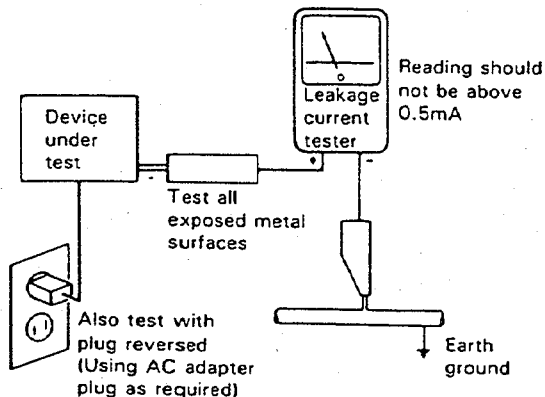 Device
under
test
Leakage
current
tester
+
-
Reading should
not be above
0.5mA
-
Test all
exposed metal
surfaces
Also test with
plug reversed
(Using AC adapter
plug as required)
Earth
ground